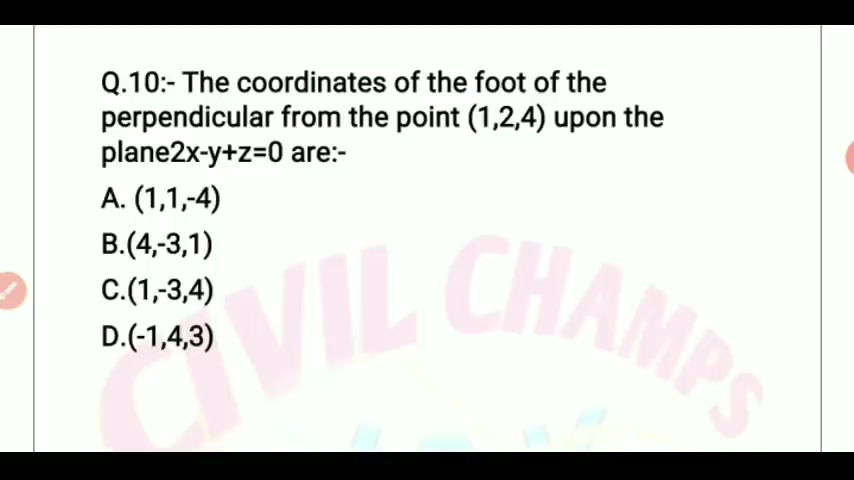 Q.10:- The coordinates of the foot of the
perpendicular from the point (1,2,4) upon the
plane2x-y+z=0 are:-
A. (1,1,-4)
B.(4,-3,1)
C.(1,-3,4)
D.(-1,4,3)
CIVIL CHAMPS